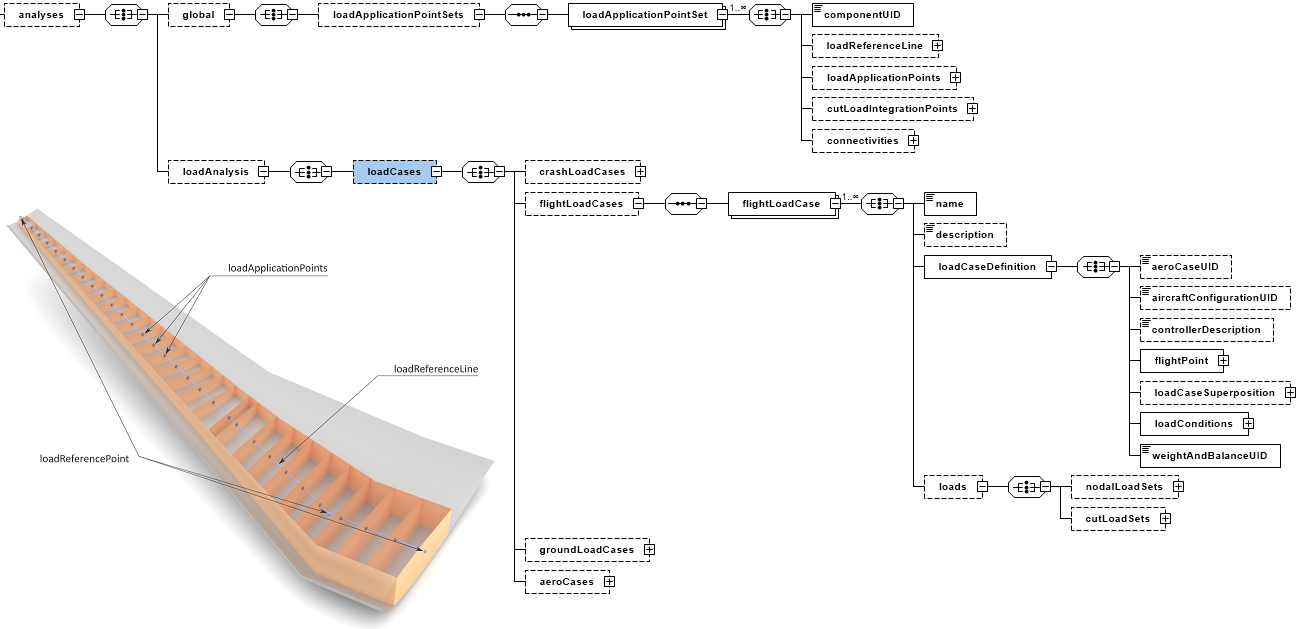 analyses
global
loadApplicationPointSets
loadApplicationPointSet
1..∞
componentUID
loadReferenceLine
loadApplicationPoints
cutLoadIntegrationPoints
connectivities
loadAnalysis
loadCases
crashLoadCases
flightLoadCases
flightLoadCase
1..∞
name
description
loadCaseDefinition
aeroCaseUID
aircraftConfigurationUID
controllerDescription
flightPoint
loadCaseSuperposition
loadConditions
weightAndBalanceUID
loads
nodalLoadSets
cutLoadSets
groundLoadCases
aeroCases
loadApplicationPoints
loadReferenceLine
loadReferencePoint